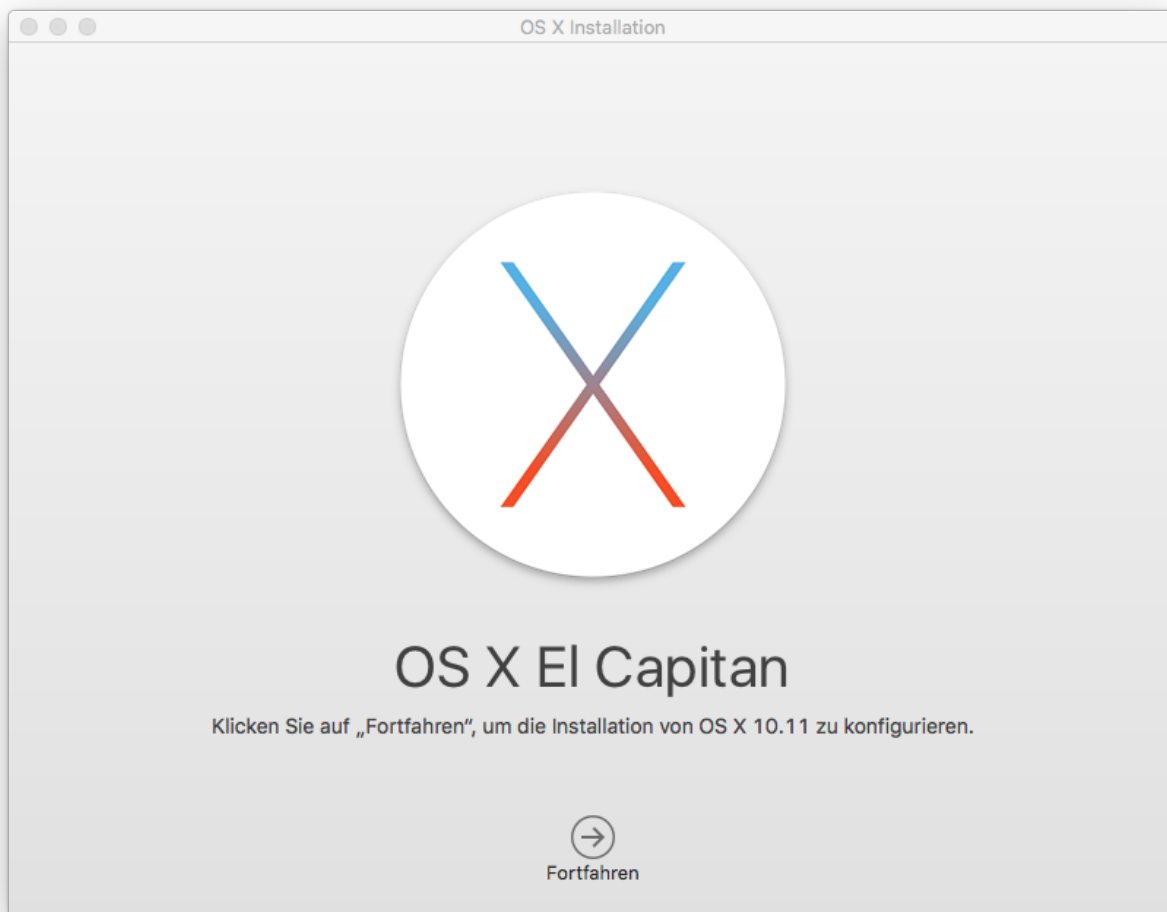 OS X Installation
OS X El Capitan
Klicken Sie auf „Fortfahren“, um die Installation von OS X 10.11 zu konfigurieren.
Fortfahren